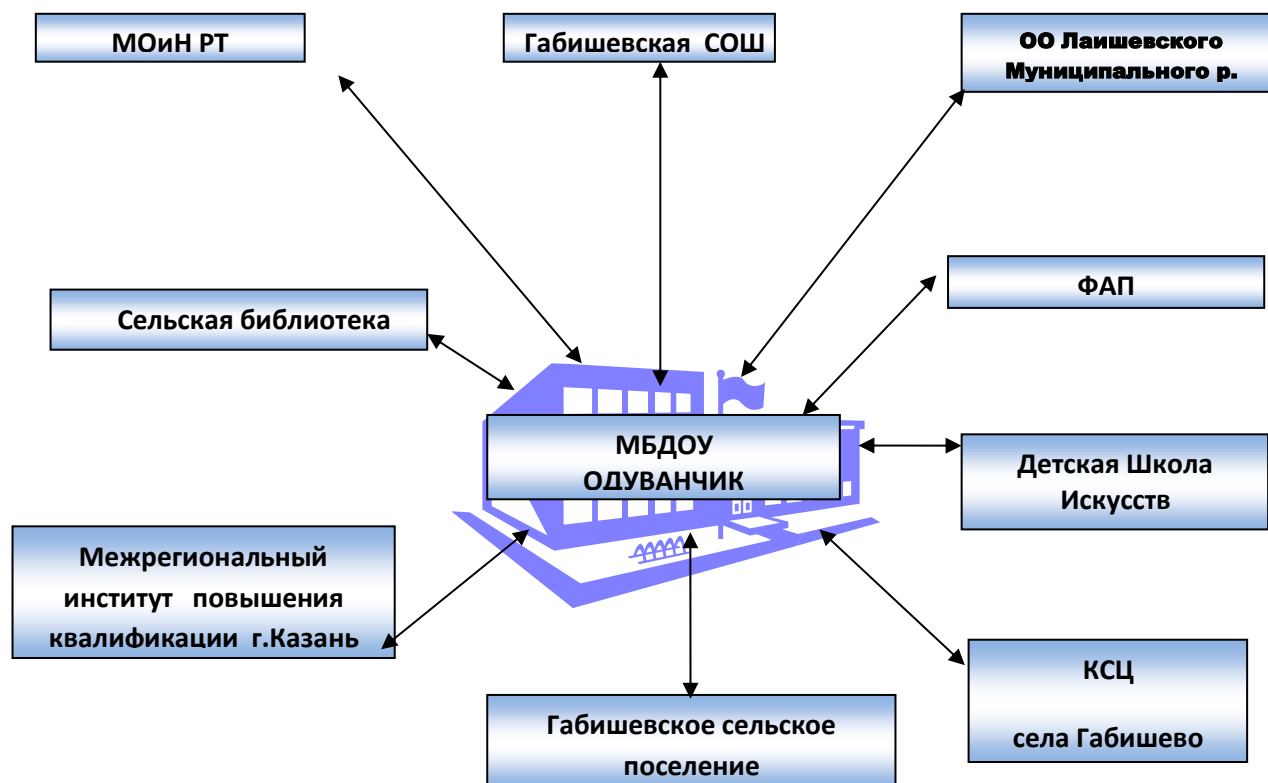 МОиН РТ
Габишевская СОШ
ОО Лаишевского
Муниципального р.
Сельская библиотека
ФАП
МБДОУ
ОДУВАНЧИК
Детская Школа
Искусств
Межрегиональный
институт повышения
квалификации г.Казань
КСЦ
села Габишево
Габишевское сельское
поселение